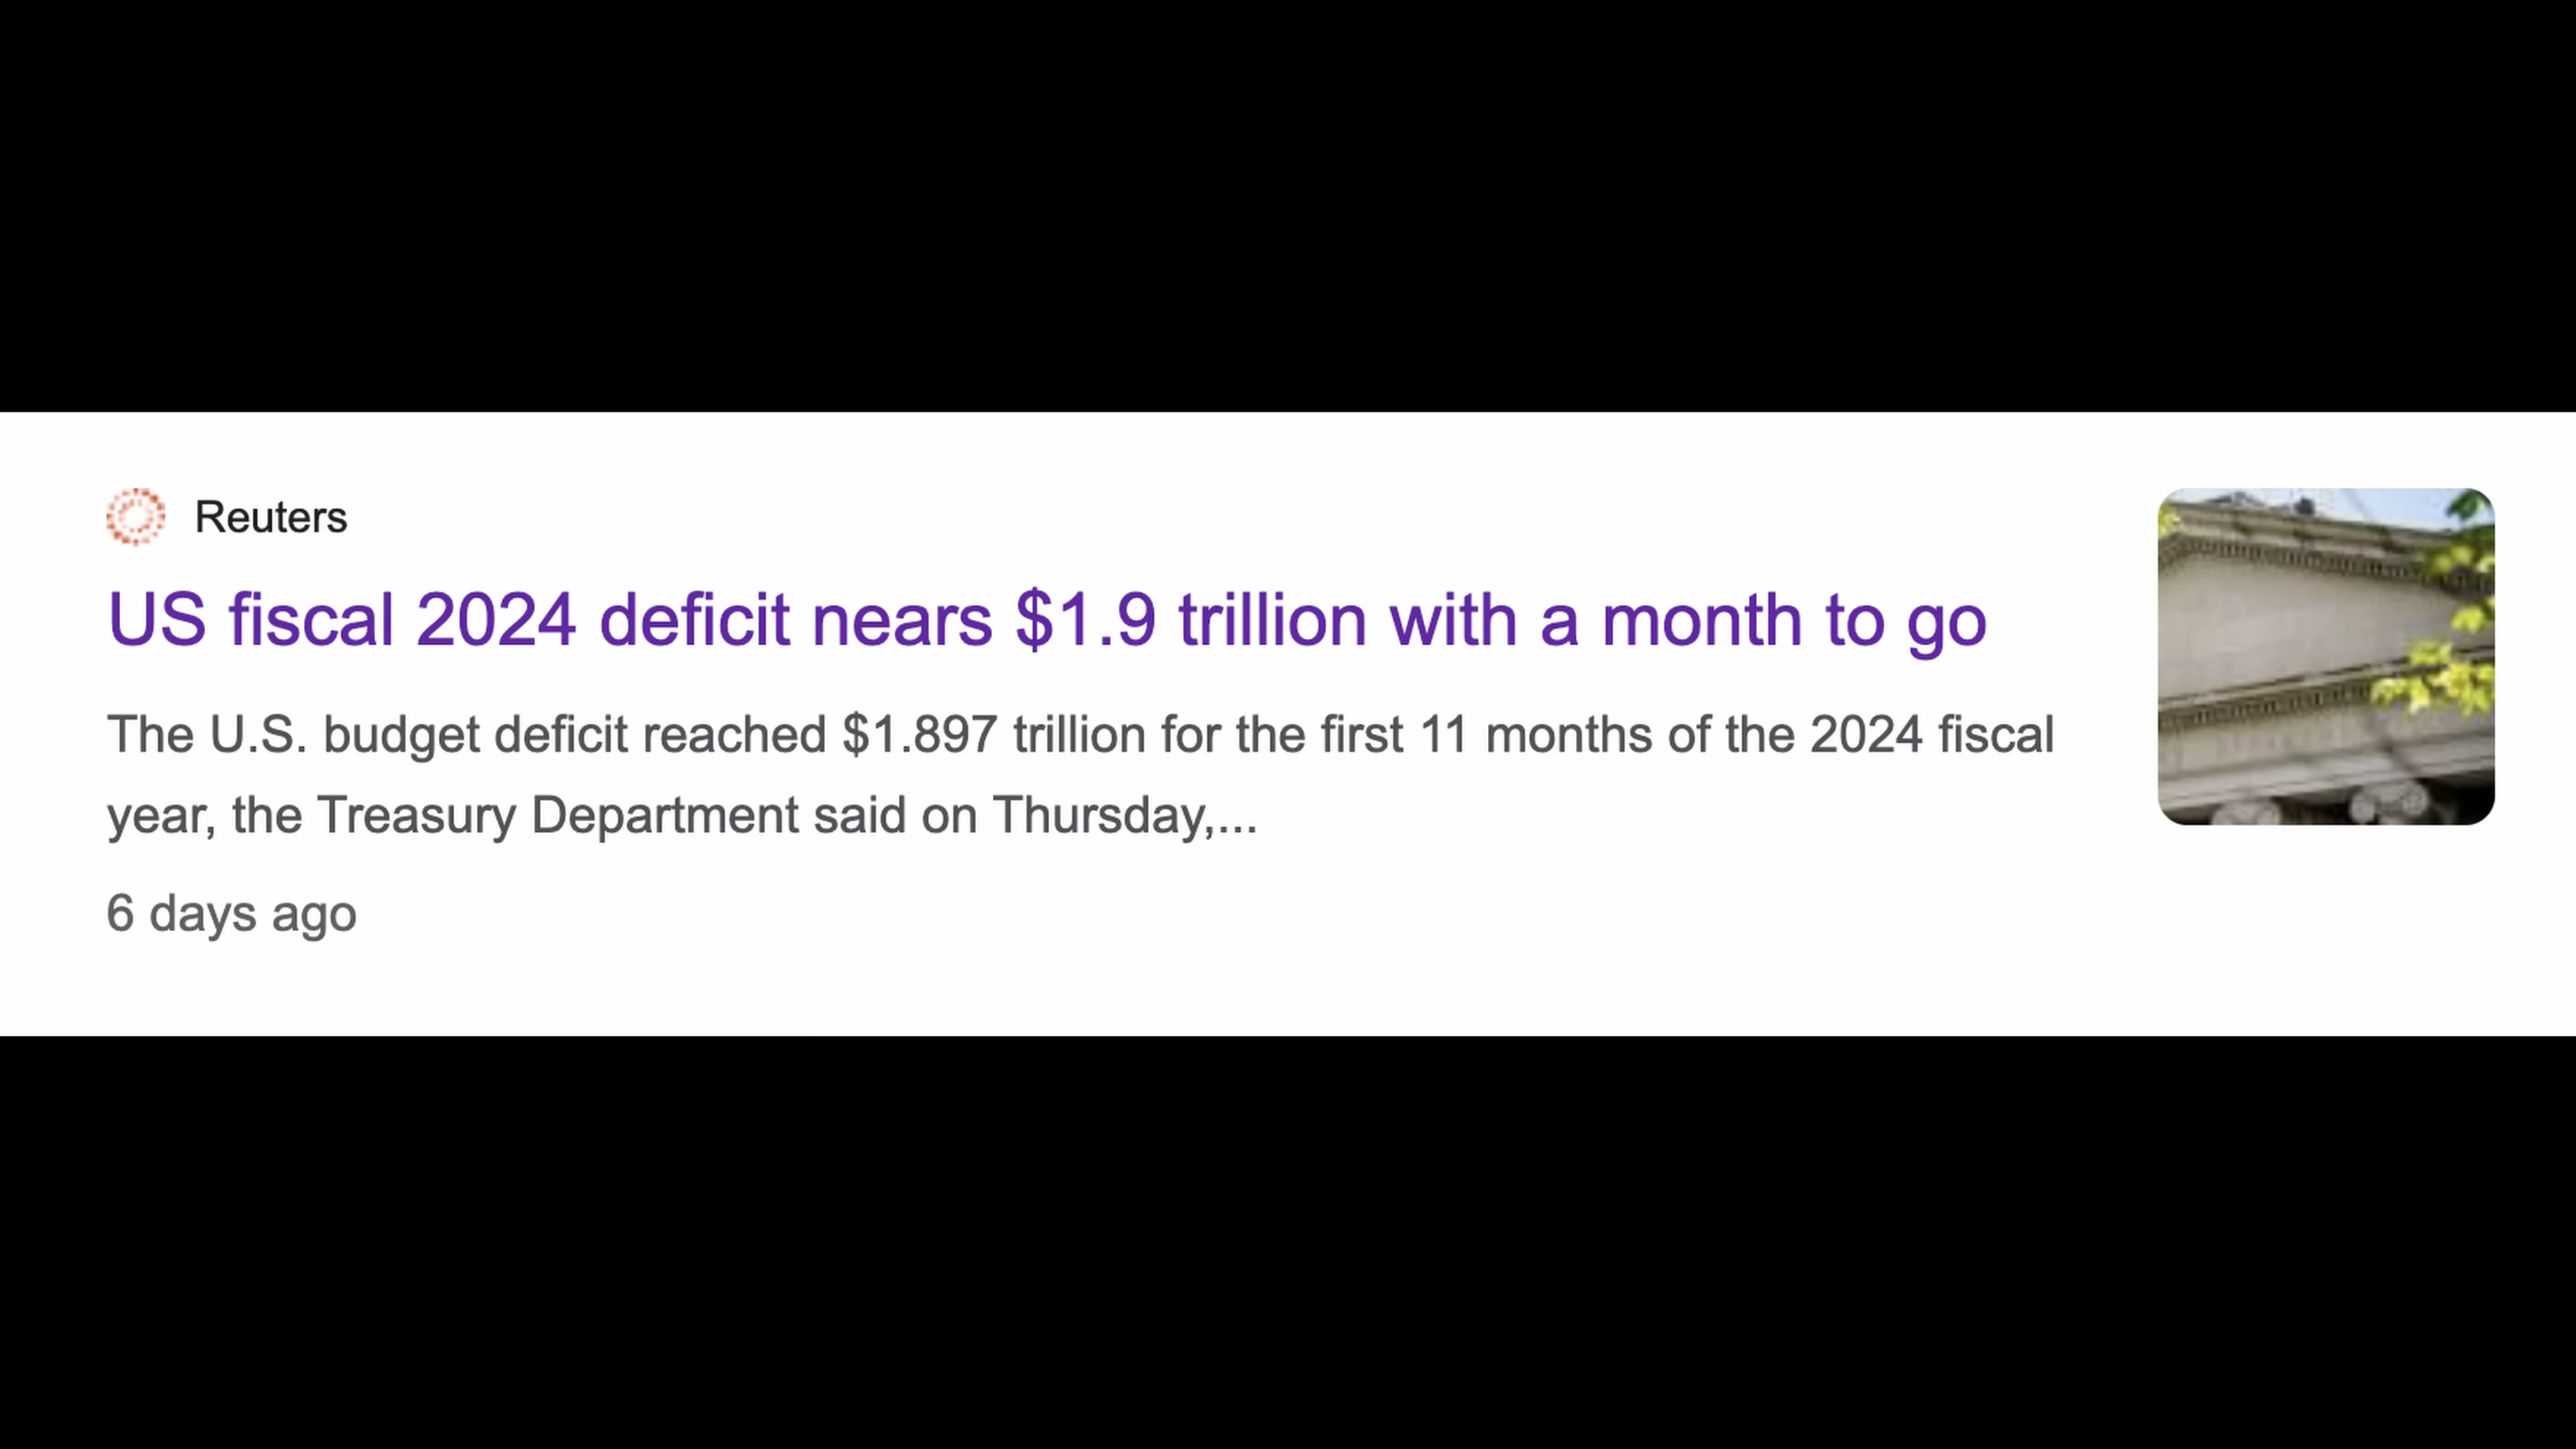 Reuters
US fiscal 2024 deficit nears $1.9 trillion with a month to go
The U.S. budget deficit reached $1.897 trillion for the first 11 months of the 2024 fiscal
year, the Treasury Department said on Thursday,...
6 days ago